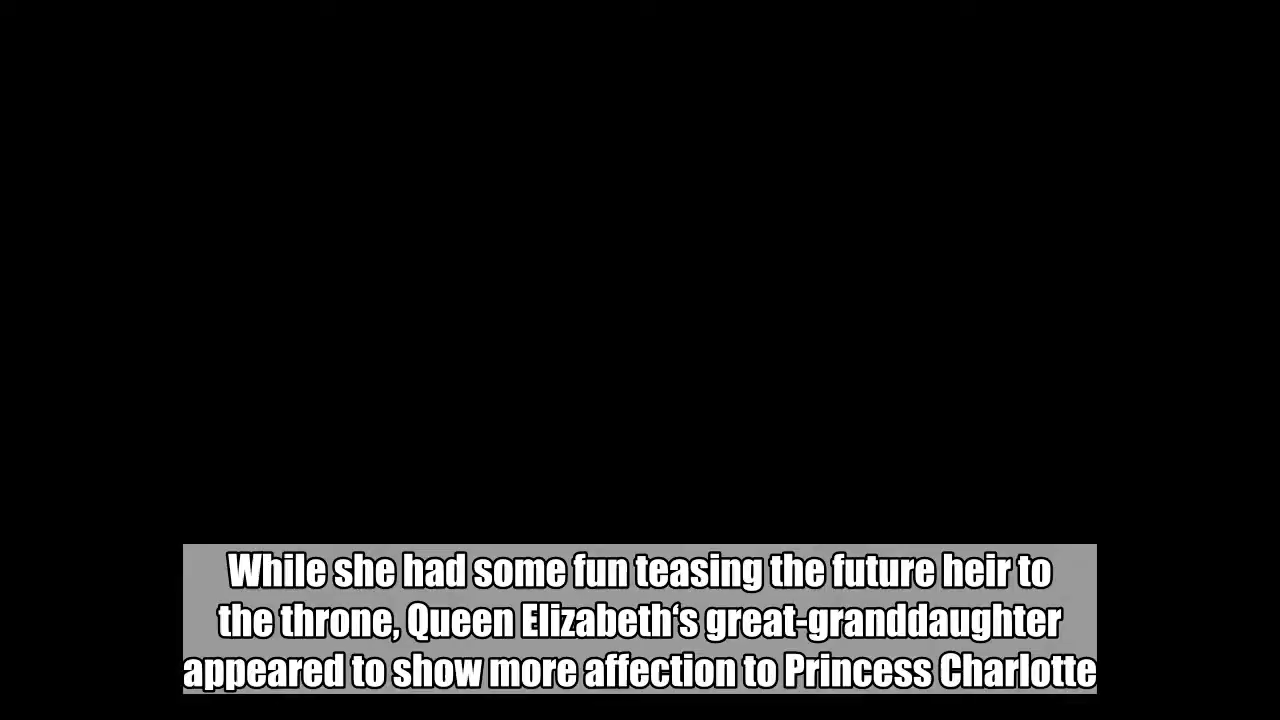 While she had some fun teasing the future heir to
the throne, Queen Elizabeth‘s great-granddaughter
appeared to show more affection to Princess Charlotte